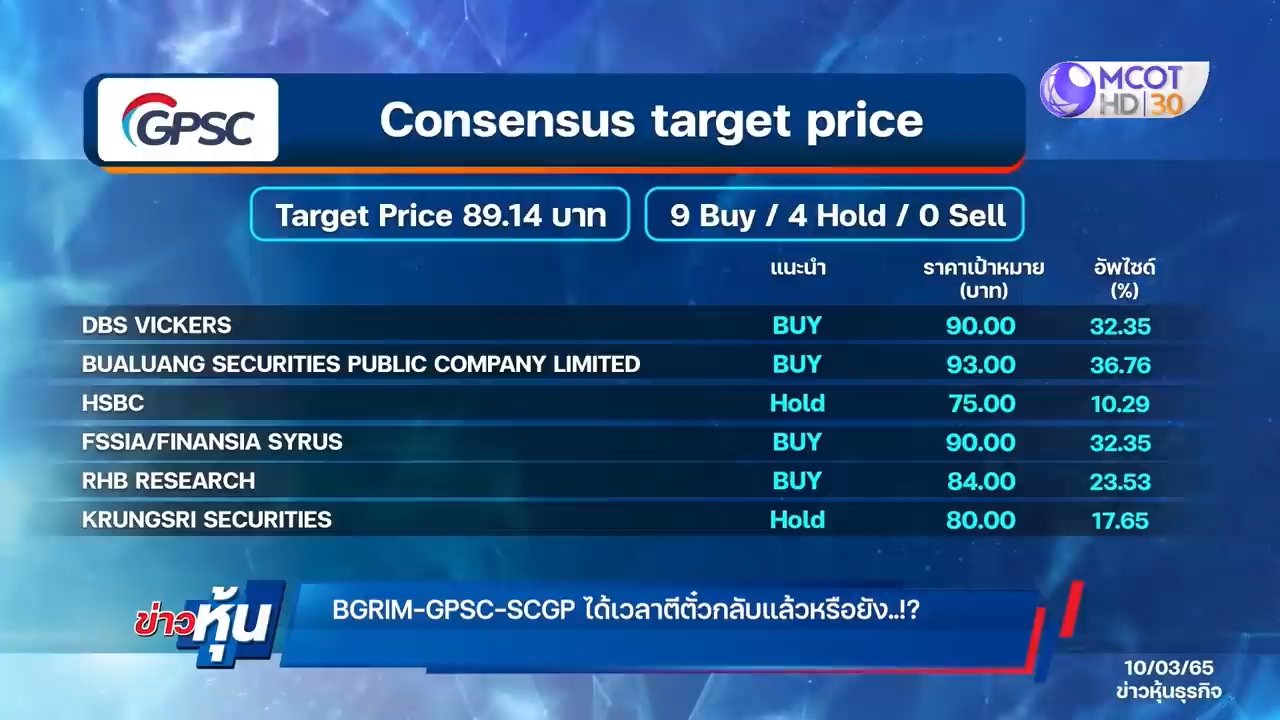 GPSC
Consensus target price
MCOT
HD 30
Target Price 89.14 บาท
9 Buy / 4 Hold / 0 Sell
แนะนำ ราคาเป้าหมาย (บาท) อัพไซด์ (%)
DBS VICKERS BUY 90.00 32.35
BUALUANG SECURITIES PUBLIC COMPANY LIMITED BUY 93.00 36.76
HSBC Hold 75.00 10.29
FSSIA/FINANSIA SYRUS BUY 90.00 32.35
RHB RESEARCH BUY 84.00 23.53
KRUNGSRI SECURITIES Hold 80.00 17.65
ข่าวหุ้น
BGRIM-GPSC-SCGP ได้เวลาตีตั๋วกลับแล้วหรือยัง..!?
10/03/65
ข่าวหุ้นธุรกิจ